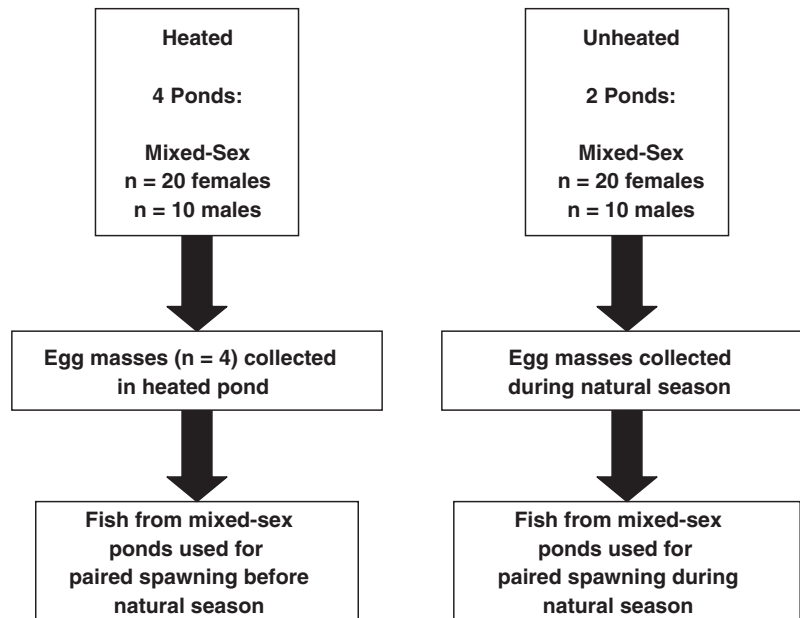 Heated
4 Ponds:
Mixed-Sex
n = 20 females
n = 10 males
Egg masses (n = 4) collected
in heated pond
Fish from mixed-sex
ponds used for
paired spawning before
natural season
Unheated
2 Ponds:
Mixed-Sex
n = 20 females
n = 10 males
Egg masses collected
during natural season
Fish from mixed-sex
ponds used for
paired spawning during
natural season